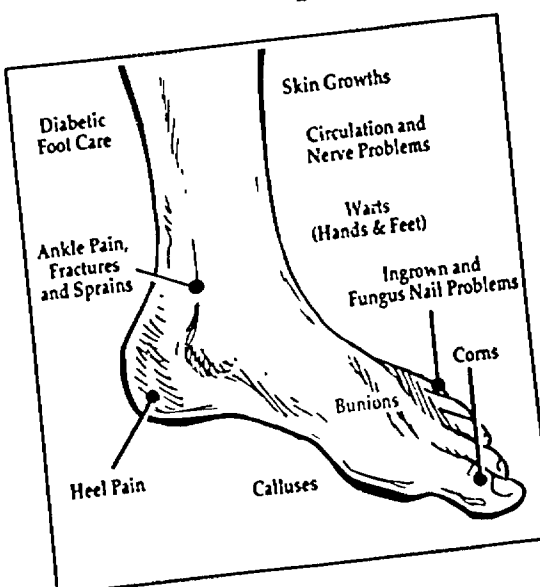 Skin Growths
Diabetic
Foot Care
Circulation and
Nerve Problems
Warts
(Hands & Feet)
Ankle Pain,
Fractures
and Sprains
Ingrown and
Fungus Nail Problems
Corns
Bunions
Heel Pain
Calluses